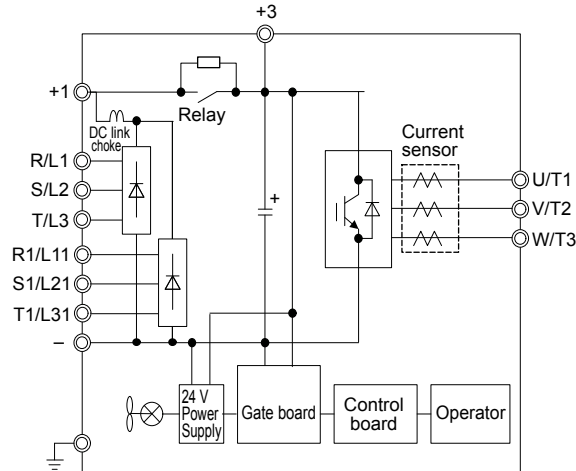 +3
+1
Relay
DC link
choke
Current
sensor
R/L1
S/L2
T/L3
R1/L11
S1/L21
T1/L31
–
+
U/T1
V/T2
W/T3
24 V
Power
Supply
Gate board
Control
board
Operator